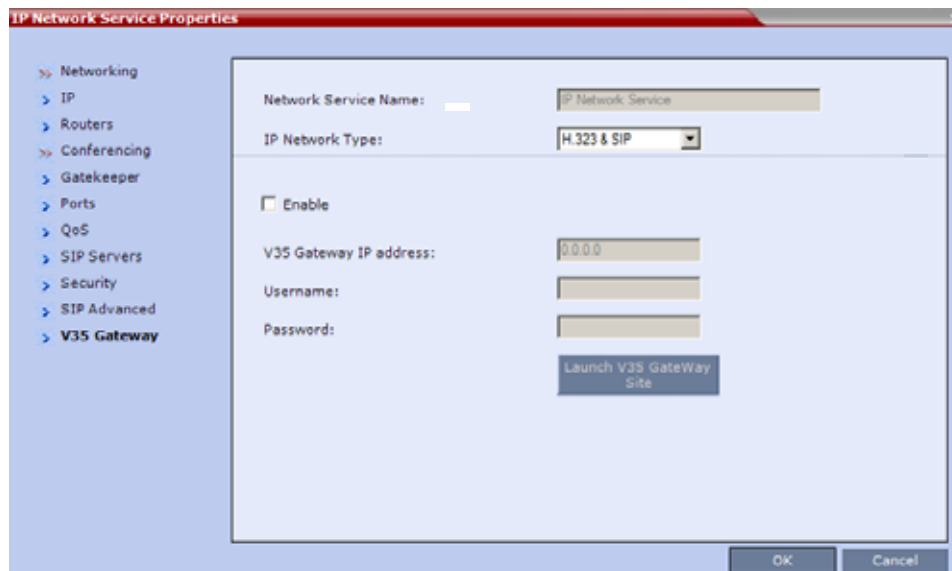 IP Network Service Properties
Networking
IP
Routers
Conferencing
Gatekeeper
Ports
QoS
SIP Servers
Security
SIP Advanced
V35 Gateway
Network Service Name:
IP Network Service
IP Network Type:
H.323 & SIP
Enable
V35 Gateway IP address:
0.0.0.0
Username:
Password:
Launch V35 GateWay
Site
OK
Cancel